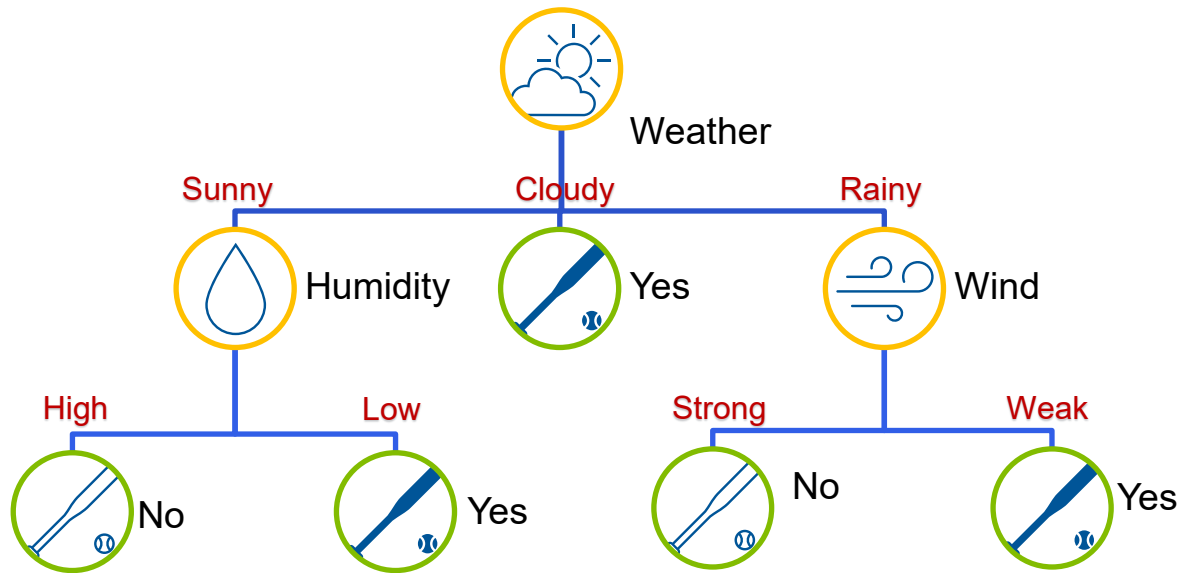 Weather
Sunny
Cloudy
Rainy
Humidity
Yes
Wind
High
Low
Strong
Weak
No
Yes
No
Yes